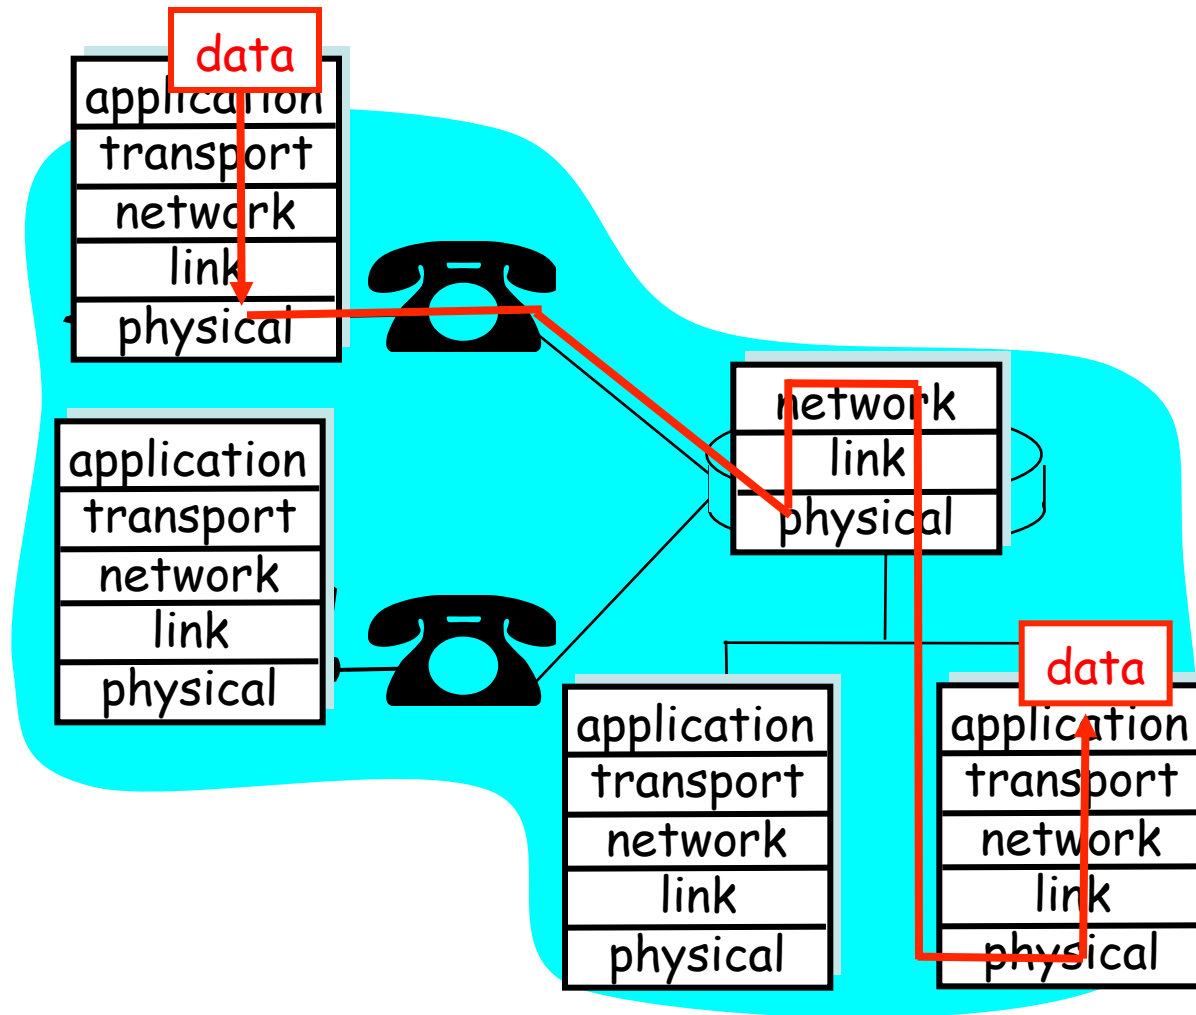 data
application
transport
network
link
physical
application
transport
network
link
physical
network
link
physical
application
transport
network
link
physical
data
application
transport
network
link
physical